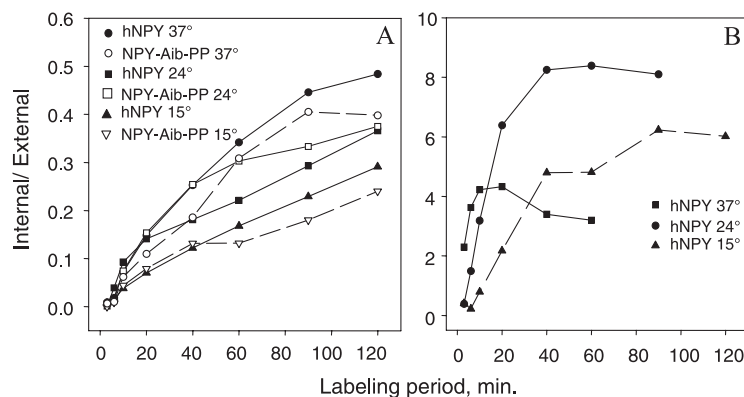 A
hNPY 37°
NPY-Aib-PP 37°
hNPY 24°
NPY-Aib-PP 24°
hNPY 15°
NPY-Aib-PP 15°
0.6
0.5
0.4
0.3
0.2
0.1
0.0
0 20 40 60 80 100 120
Internal/ External
B
hNPY 37°
hNPY 24°
hNPY 15°
10
8
6
4
2
0
0 20 40 60 80 100 120
Labeling period, min.